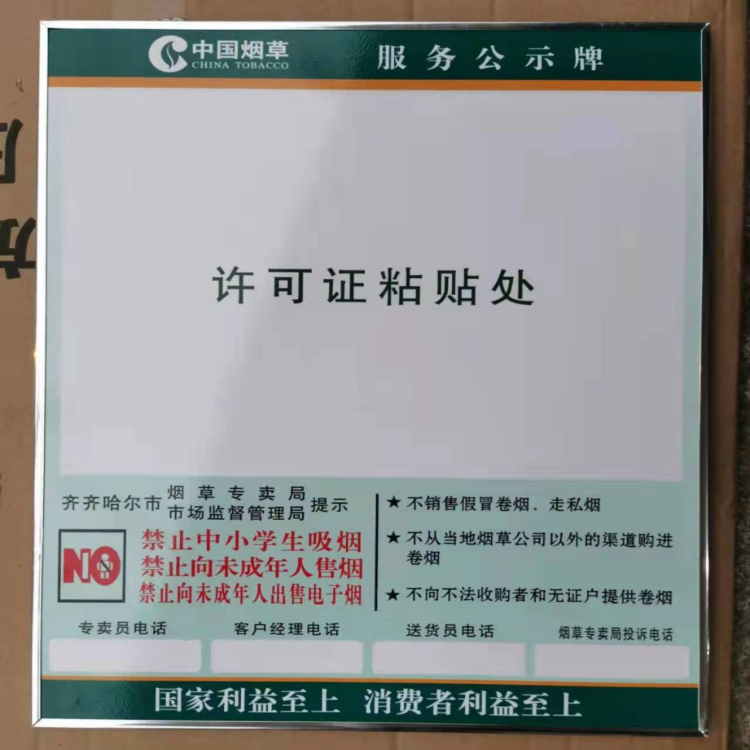 中国烟草
CHINA TOBACCO
服务公示牌
许可证粘贴处
齐齐哈尔市 烟草专卖局 市场监督管理局 提示
NO
禁止中小学生吸烟
禁止向未成年人售烟
禁止向未成年人出售电子烟
★ 不销售假冒卷烟、走私烟
★ 不从当地烟草公司以外的渠道购进
卷烟
★ 不向不法收购者和无证户提供卷烟
专卖员电话
客户经理电话
送货员电话
烟草专卖局投诉电话
国家利益至上 消费者利益至上